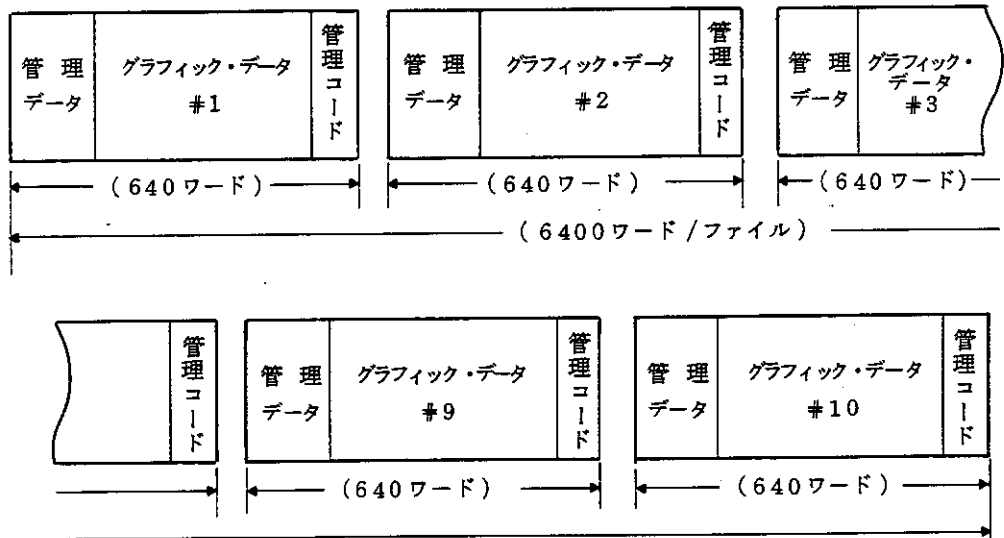 管理データ
グラフィック・データ
#1
管理コード
管理データ
グラフィック・データ
#2
管理コード
管理データ
グラフィック・データ
#3
(640ワード)
(640ワード)
(640ワード)
(6400ワード/ファイル)
管理コード
管理データ
グラフィック・データ
#9
管理コード
管理データ
グラフィック・データ
#10
管理コード
(640ワード)
(640ワード)